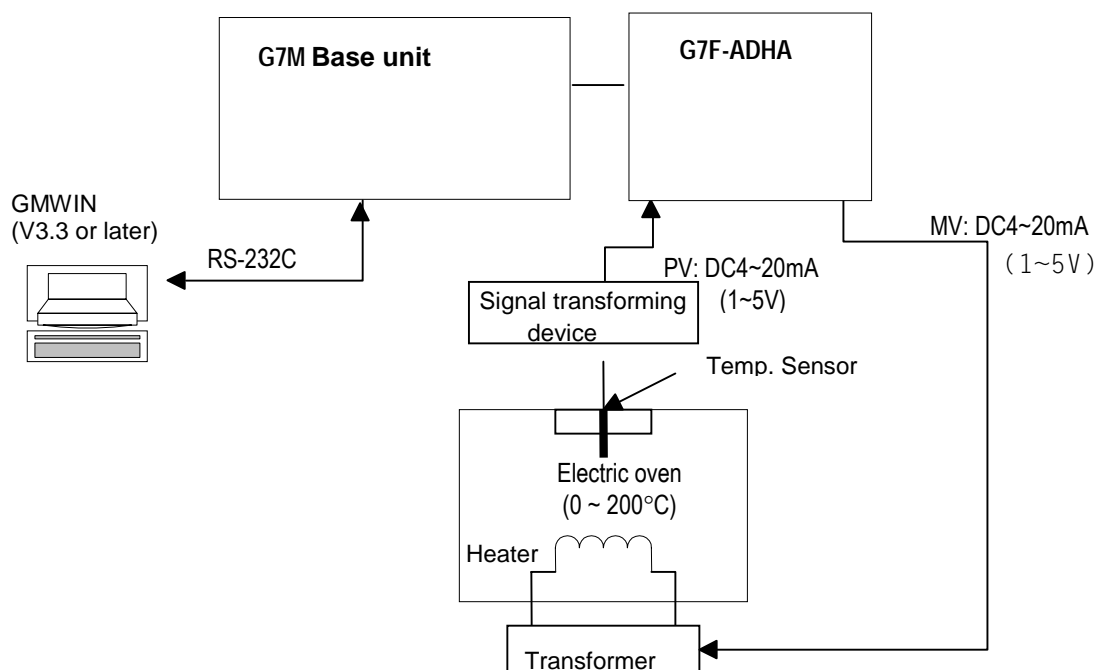 G7M Base unit
G7F-ADHA
GMWIN
(V3.3 or later)
RS-232C
MV: DC4~20mA
(1~5V)
PV: DC4~20mA
(1~5V)
Signal transforming
device
Temp. Sensor
Electric oven
(0 ~ 200°C)
Heater
Transformer